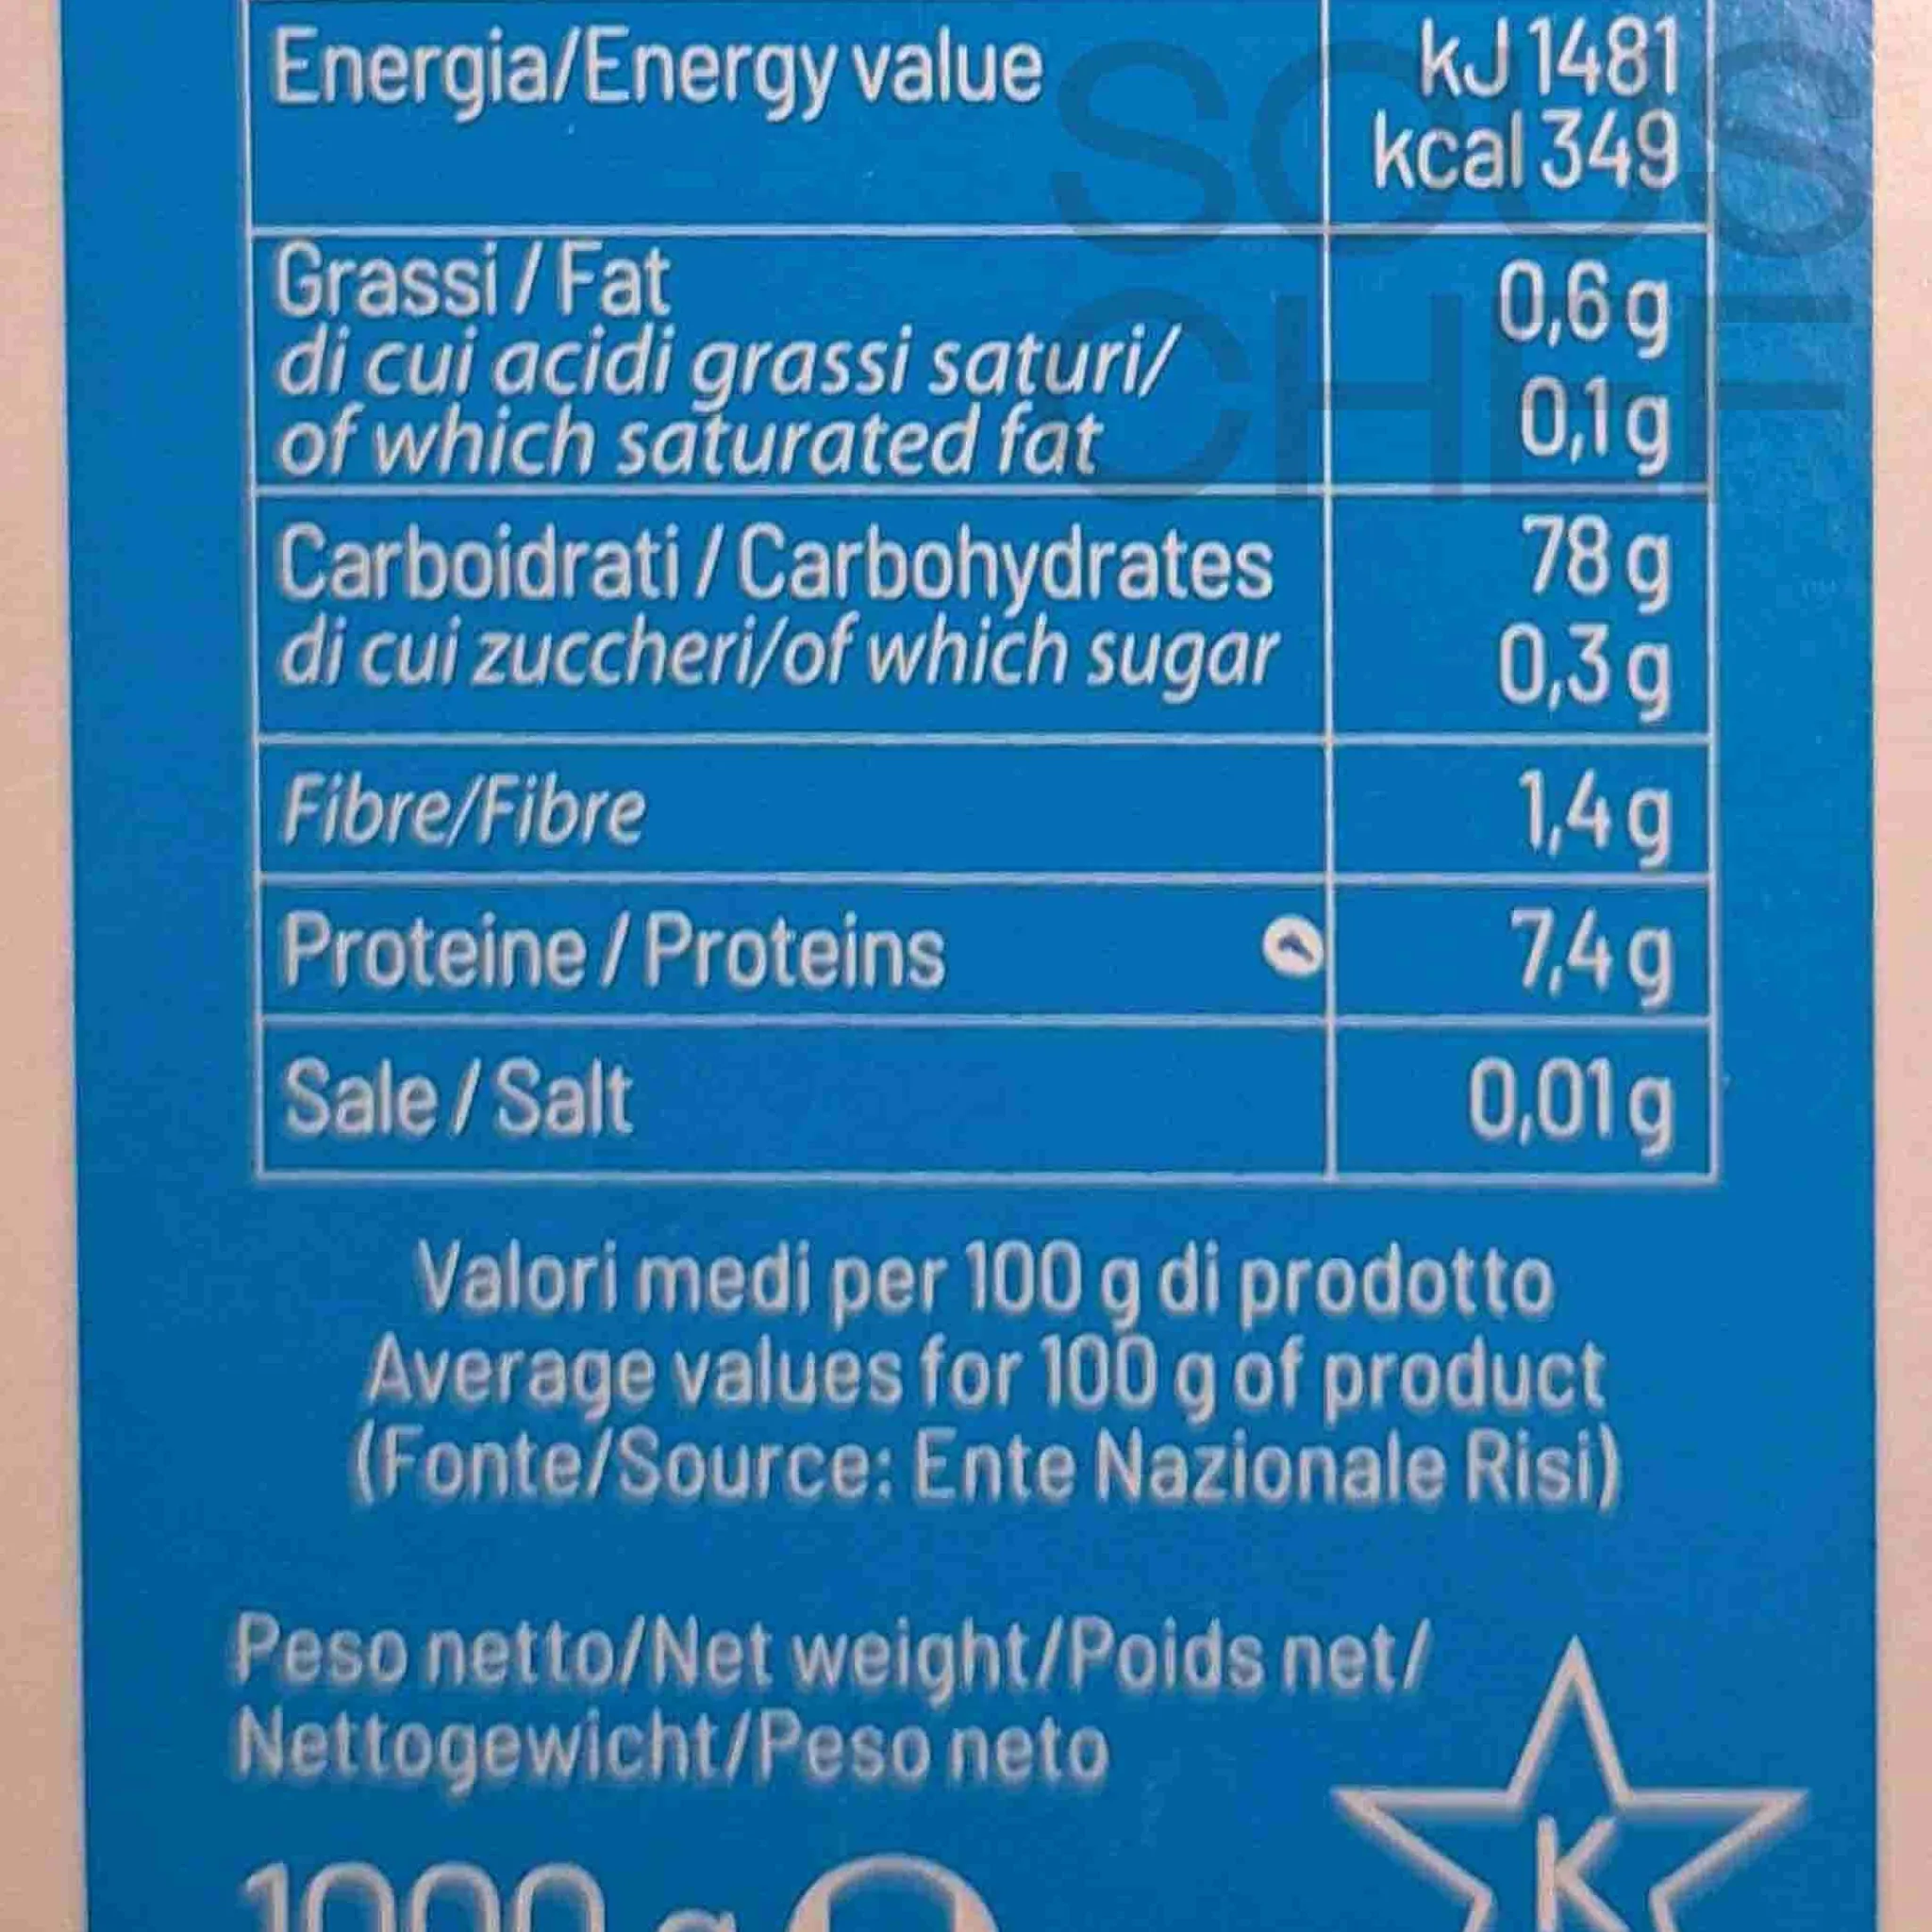 Energia/Energy value kJ 1481
kcal 349
Grassi / Fat 0,6 g
di cui acidi grassi saturi/
of which saturated fat 0,1 g
Carboidrati / Carbohydrates 78 g
di cui zuccheri/of which sugar 0,3 g
Fibre/Fibre 1,4 g
Proteine / Proteins 7,4 g
Sale / Salt 0,01 g
Valori medi per 100 g di prodotto
Average values for 100 g of product
(Fonte/Source: Ente Nazionale Risi)
Peso netto/Net weight/Poids net/
Nettogewicht/Peso neto
1000 g
K
SOUS
CHEF